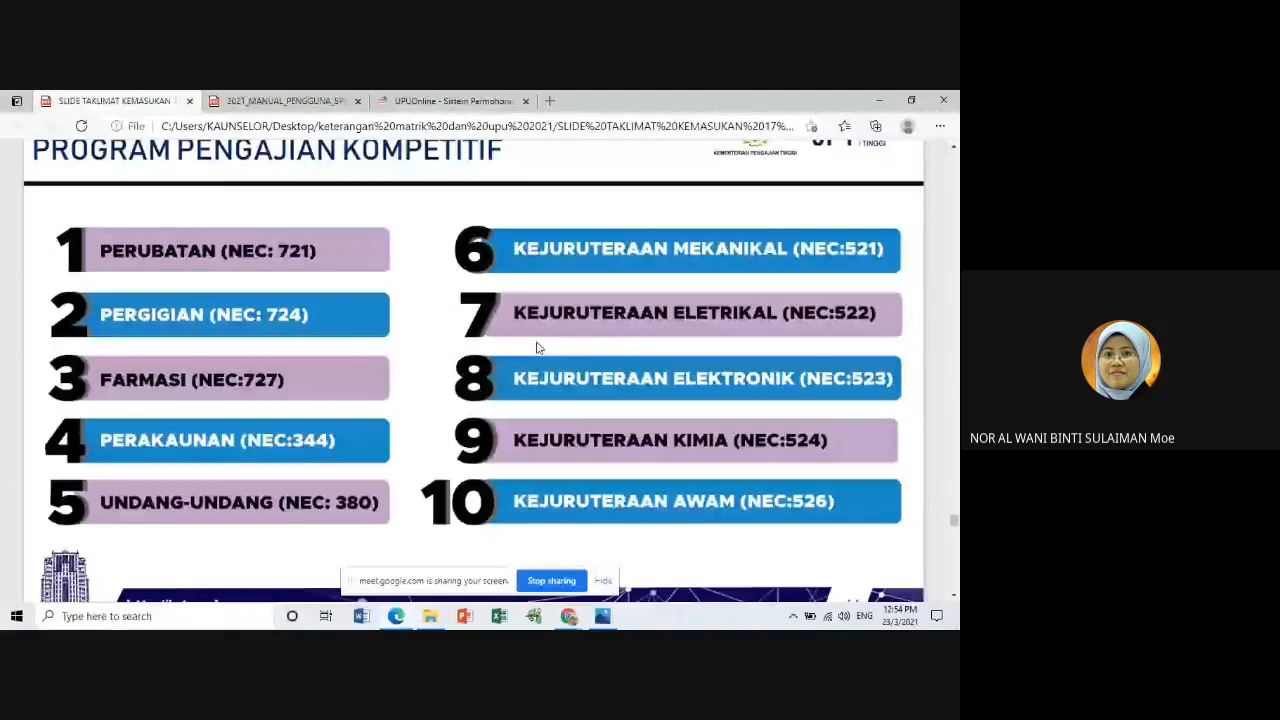 SLIDE TAKLIMAT KEMASUKAN
2021_MANUAL_PENGGUNA_SP
UPUOnline - Sistem Permohon
File
C:/Users/KAUNSELOR/Desktop/keterangan%20matrik%20dan%20upu%202021/SLIDE%20TAKLIMAT%20KEMASUKAN%2017%...
PROGRAM PENGAJIAN KOMPETITIF
KEMENTERIAN PENGAJIAN TINGGI
TINGGI
1 PERUBATAN (NEC: 721)
2 PERGIGIAN (NEC: 724)
3 FARMASI (NEC:727)
4 PERAKAUNAN (NEC:344)
5 UNDANG-UNDANG (NEC: 380)
6 KEJURUTERAAN MEKANIKAL (NEC:521)
7 KEJURUTERAAN ELETRIKAL (NEC:522)
8 KEJURUTERAAN ELEKTRONIK (NEC:523)
9 KEJURUTERAAN KIMIA (NEC:524)
10 KEJURUTERAAN AWAM (NEC:526)
meet.google.com is sharing your screen.
Stop sharing
Hide
Type here to search
ENG
12:54 PM
23/3/2021
NOR AL WANI BINTI SULAIMAN Moe